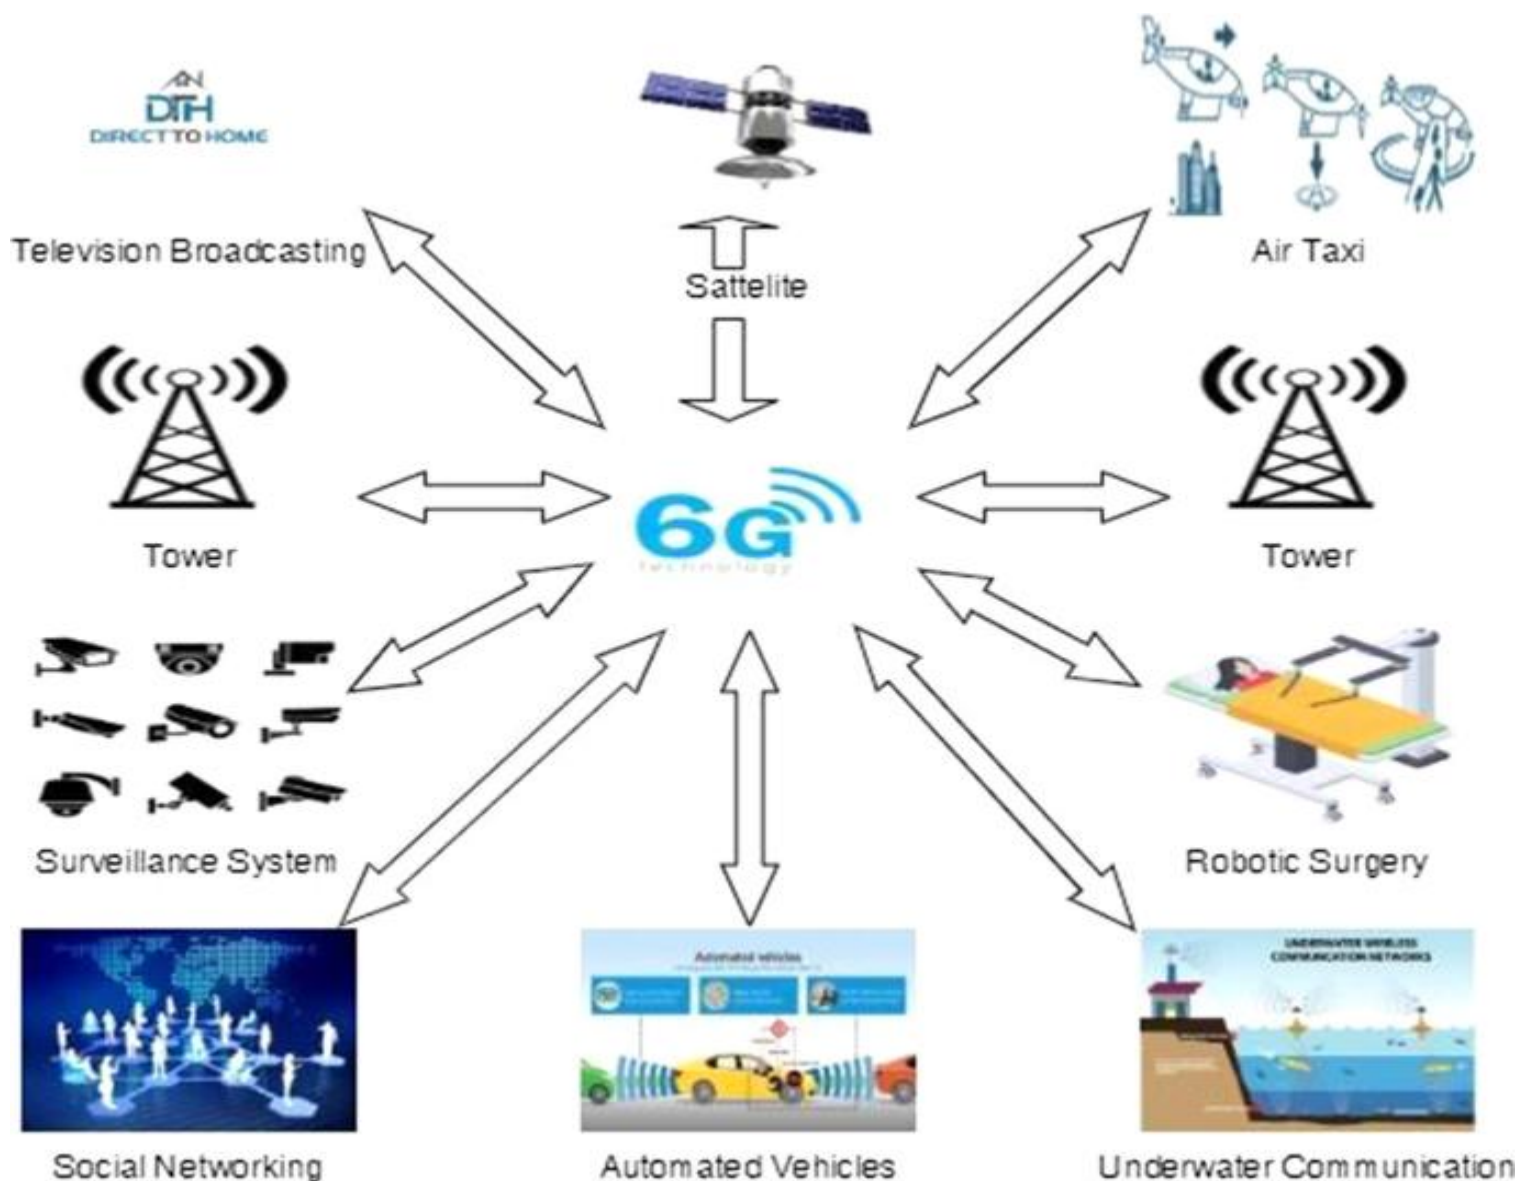 DTH
DIRECT TO HOME
Television Broadcasting
Sattelite
Air Taxi
Tower
6G
technology
Tower
Surveillance System
Robotic Surgery
Automated vehicles
UNDERWATER WIRELESS
COMMUNICATION NETWORKS
Social Networking
Automated Vehicles
Underwater Communication